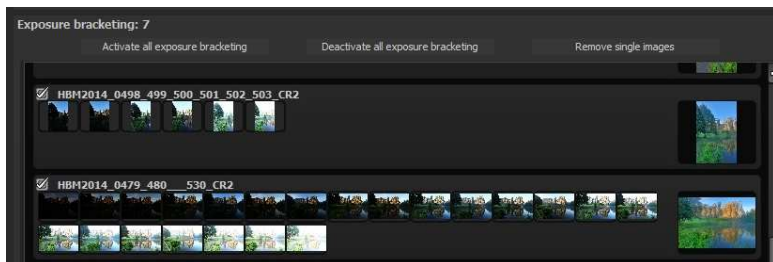 Exposure bracketing: 7
Activate all exposure bracketing Deactivate all exposure bracketing Remove single images
HBM2014_0498_499_500_501_502_503_CR2
HBM2014_0479_480___530_CR2